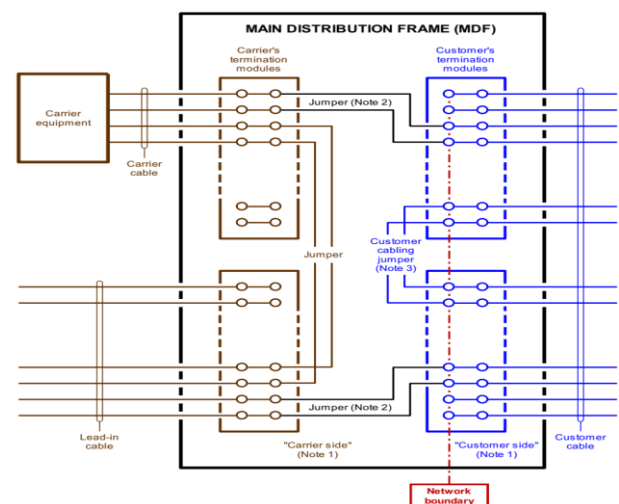 MAIN DISTRIBUTION FRAME (MDF)
Carrier's
termination
modules
Customer's
termination
modules
Carrier
equipment
Jumper (Note 2)
Carrier
cable
Jumper
Customer
cabling
jumper
(Note 3)
Jumper (Note 2)
Lead-in
cable
"Carrier side"
(Note 1)
"Customer side"
(Note 1)
Customer
cable
Network
boundary